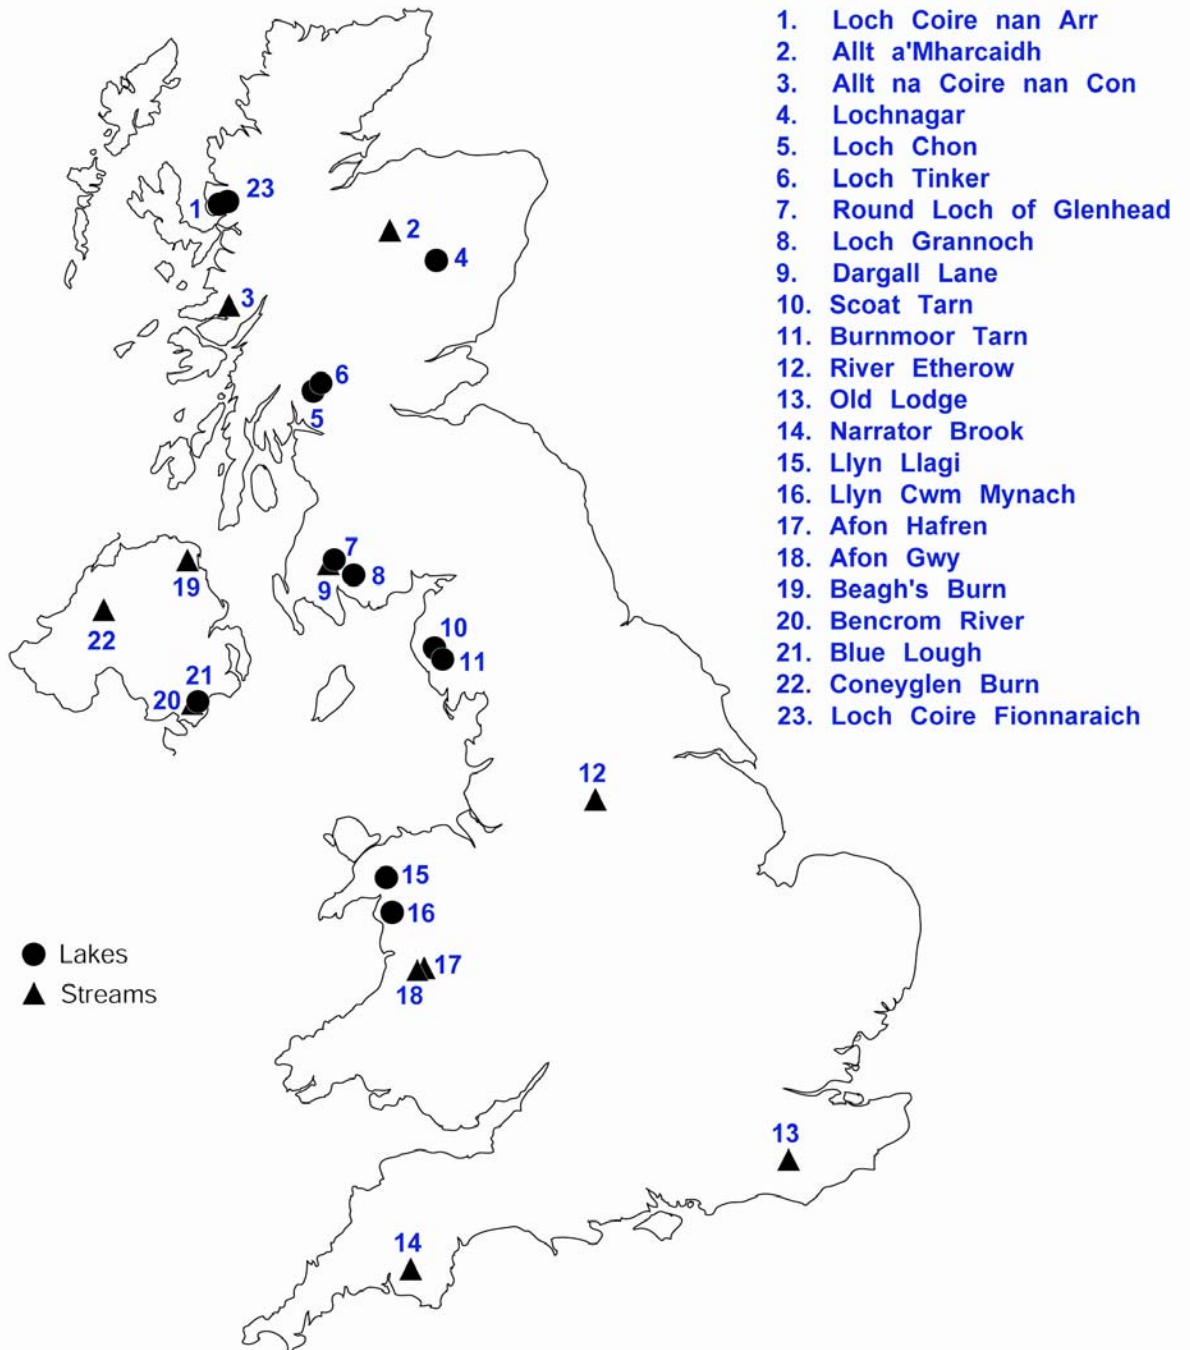 1. Loch Coire nan Arr
2. Allt a'Mharcaidh
3. Allt na Coire nan Con
4. Lochnagar
5. Loch Chon
6. Loch Tinker
7. Round Loch of Glenhead
8. Loch Grannoch
9. Dargall Lane
10. Scoat Tarn
11. Burnmoor Tarn
12. River Etherow
13. Old Lodge
14. Narrator Brook
15. Llyn Llagi
16. Llyn Cwm Mynach
17. Afon Hafren
18. Afon Gwy
19. Beagh's Burn
20. Bencrom River
21. Blue Lough
22. Coneyglen Burn
23. Loch Coire Fionnaraich
23
1
2
4
3
6
5
7
8
9
19
22
10
11
21
20
12
15
16
17
18
Lakes
Streams
13
14